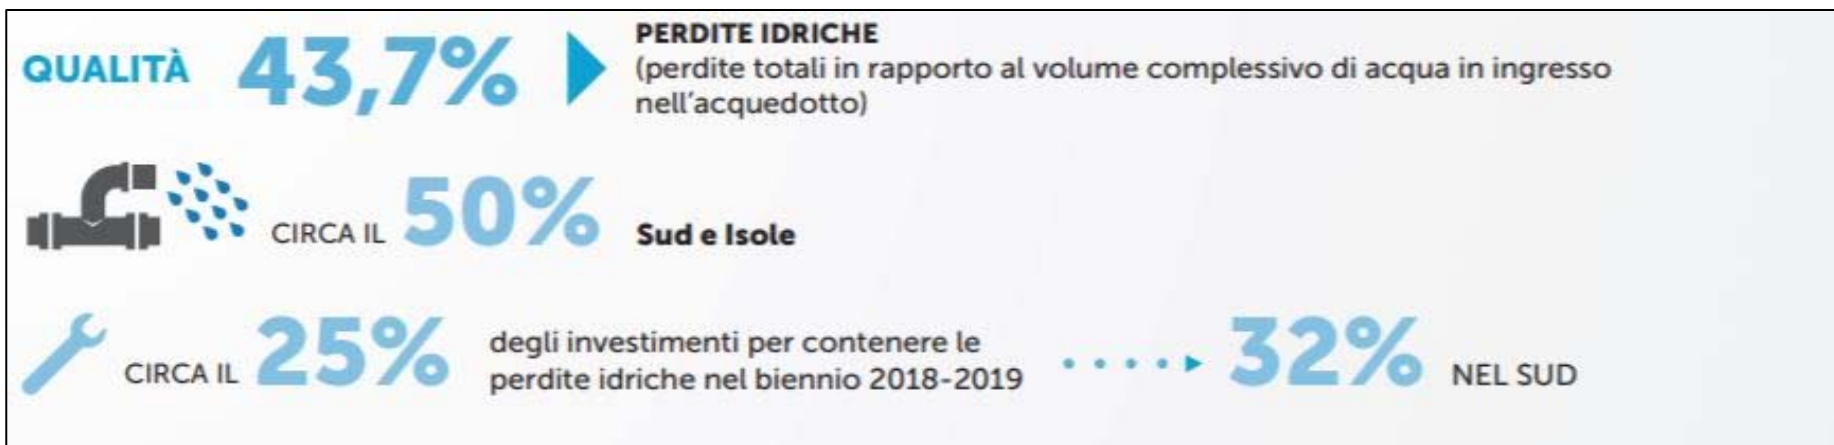 QUALITÀ 43,7% PERDITE IDRICHE
(perdite totali in rapporto al volume complessivo di acqua in ingresso
nell'acquedotto)
CIRCA IL 50% Sud e Isole
CIRCA IL 25% degli investimenti per contenere le
perdite idriche nel biennio 2018-2019
32% NEL SUD